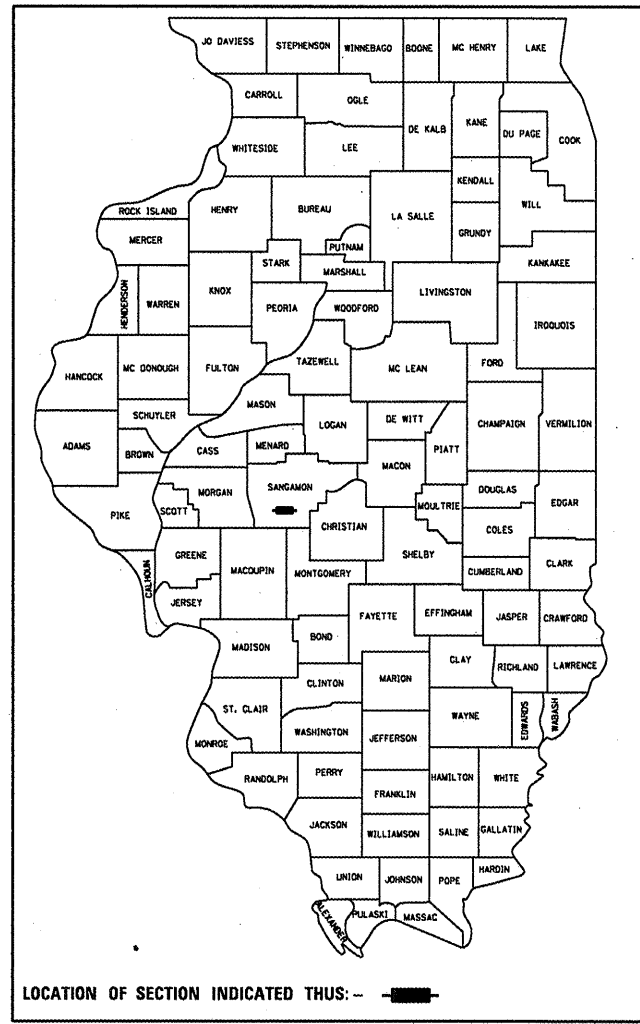 JO DAVIESS
STEPHENSON
WINNEBAGO
BOONE
MC HENRY
LAKE
CARROLL
OGLE
DE KALB
KANE
DU PAGE
COOK
WHITESIDE
LEE
KENDALL
WILL
ROCK ISLAND
HENRY
BUREAU
LA SALLE
GRUNDY
MERCER
PUTNAM
STARK
MARSHALL
KANKAKEE
HENDERSON
WARREN
KNOX
PEORIA
WOODFORD
LIVINGSTON
IROQUOIS
HANCOCK
MC DONOUGH
FULTON
TAZEWELL
MC LEAN
FORD
MASON
SCHUYLER
LOGAN
DE WITT
CHAMPAIGN
VERMILION
ADAMS
BROWN
CASS
MENARD
PIATT
MACON
PIKE
SCOTT
MORGAN
SANGAMON
MOULTRIE
DOUGLAS
EDGAR
CHRISTIAN
COLES
SHELBY
CALHOUN
GREENE
MACOUPIN
MONTGOMERY
CUMBERLAND
CLARK
JERSEY
FAYETTE
EFFINGHAM
JASPER
CRAWFORD
MADISON
BOND
CLAY
RICHLAND
LAWRENCE
CLINTON
MARION
ST. CLAIR
WAYNE
EDWARDS
WABASH
WASHINGTON
JEFFERSON
MONROE
RANDOLPH
PERRY
HAMILTON
WHITE
FRANKLIN
JACKSON
WILLIAMSON
SALINE
GALLATIN
UNION
JOHNSON
POPE
HARDIN
ALEXANDER
PULASKI
MASSAC
LOCATION OF SECTION INDICATED THUS: -